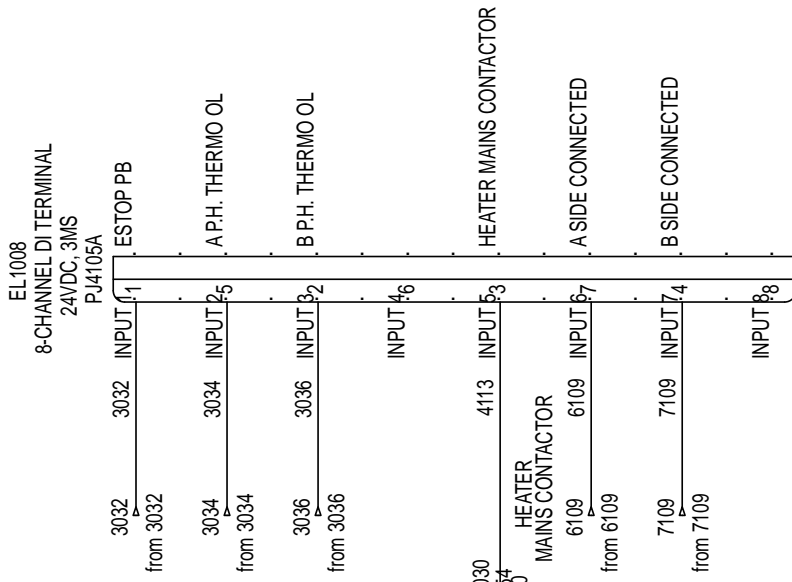 EL1008
8-CHANNEL DI TERMINAL
24VDC, 3MS
PJ4105A
3032
from 3032
3032
INPUT 1
1
ESTOP PB
3034
from 3034
3034
INPUT 2
5
A P.H. THERMO OL
3036
from 3036
3036
INPUT 3
2
B P.H. THERMO OL
INPUT 4
6
4113
INPUT 5
3
HEATER MAINS CONTACTOR
HEATER
MAINS CONTACTOR
6109
from 6109
6109
INPUT 6
7
A SIDE CONNECTED
7109
from 7109
7109
INPUT 7
4
B SIDE CONNECTED
INPUT 8
8